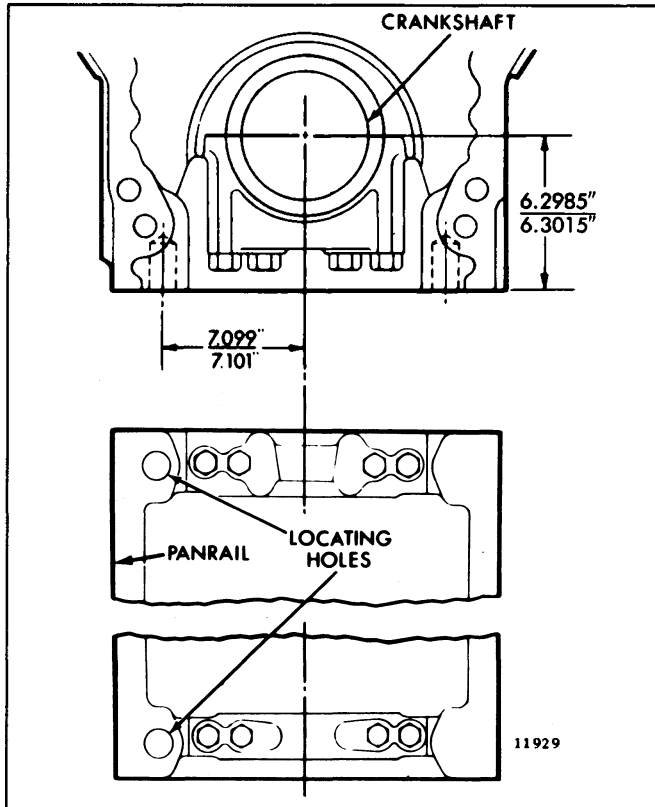 CRANKSHAFT
6.2985"
6.3015"
7.099"
7.101"
LOCATING
HOLES
PANRAIL
11929